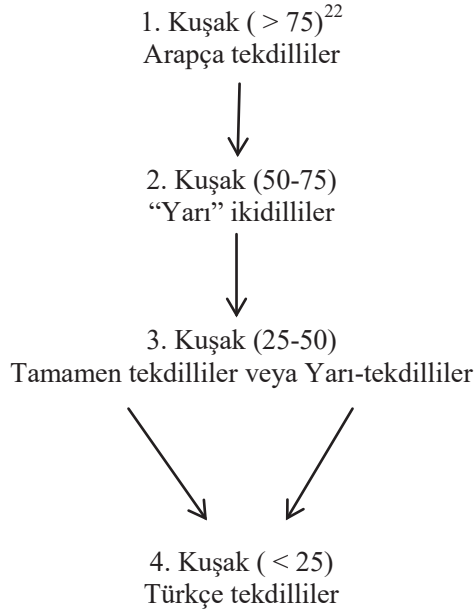 1. Kuşak ( > 75)22
Arapça tekdilliler
2. Kuşak (50-75)
“Yarı” ikidilliler
3. Kuşak (25-50)
Tamamen tekdilliler veya Yarı-tekdilliler
4. Kuşak ( < 25)
Türkçe tekdilliler